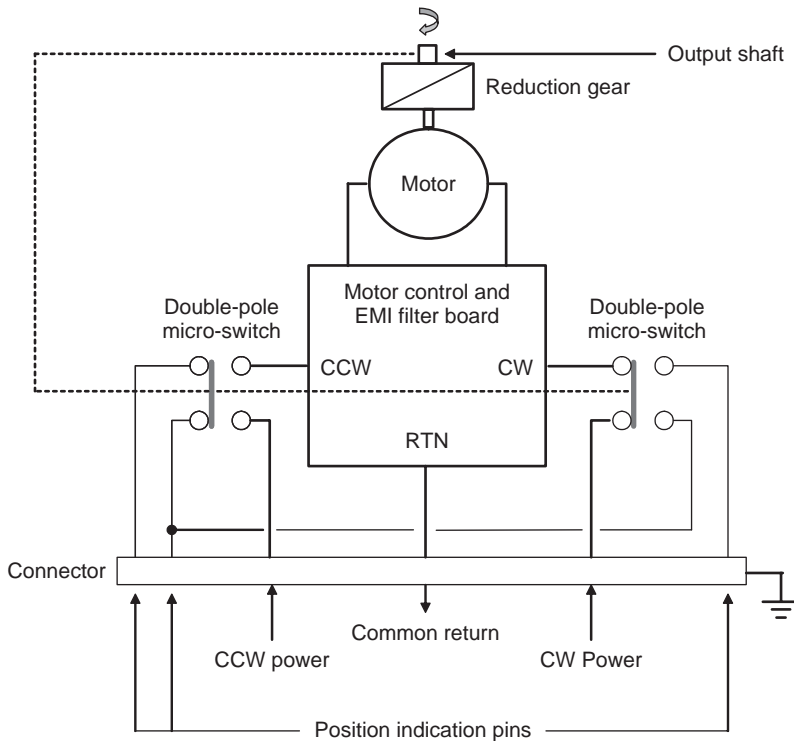 Output shaft
Reduction gear
Motor
Motor control and
EMI filter board
Double-pole
micro-switch
Double-pole
micro-switch
CCW
CW
RTN
Connector
Common return
CCW power
CW Power
Position indication pins